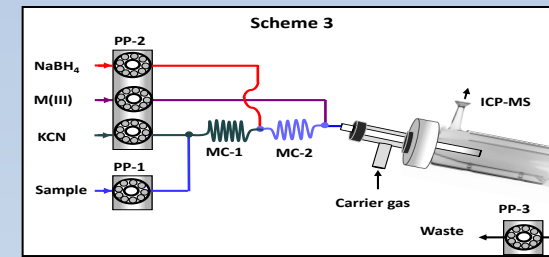 Scheme 3
PP-2
NaBH4
M(III)
ICP-MS
KCN
MC-1
MC-2
PP-1
Sample
Carrier gas
PP-3
Waste